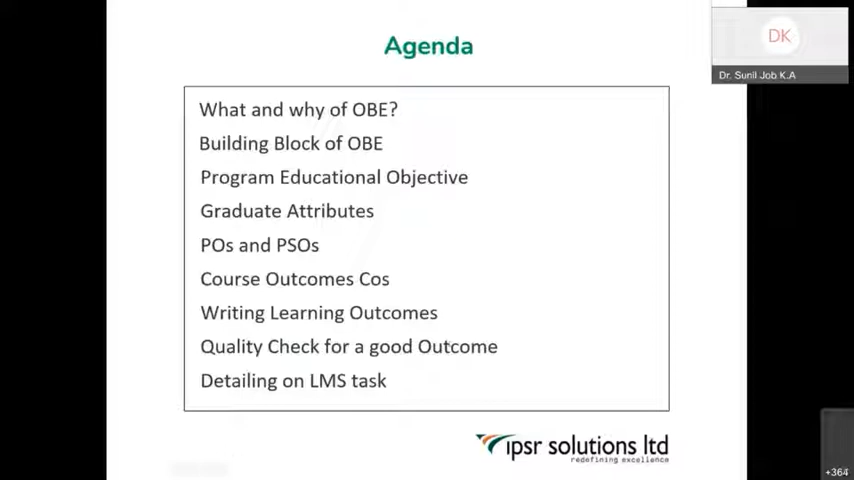 Agenda
DK
Dr. Sunil Job K.A
What and why of OBE?
Building Block of OBE
Program Educational Objective
Graduate Attributes
POs and PSOs
Course Outcomes Cos
Writing Learning Outcomes
Quality Check for a good Outcome
Detailing on LMS task
ipsr solutions ltd
redefining excellence
+364